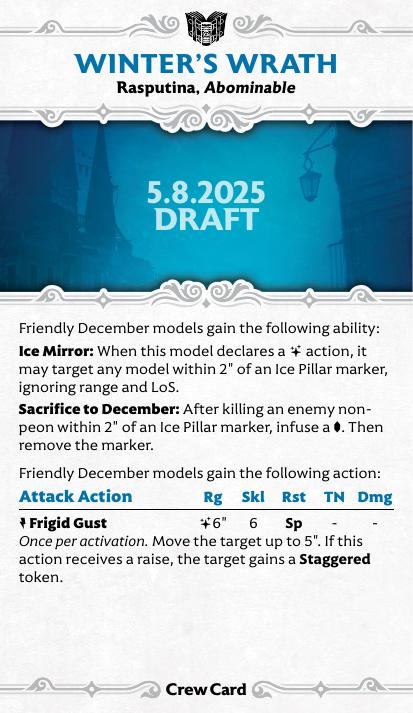 WINTER'S WRATH
Rasputina, Abominable
5.8.2025
DRAFT
Friendly December models gain the following ability:
Ice Mirror: When this model declares a action, it
may target any model within 2" of an Ice Pillar marker,
ignoring range and LoS.
Sacrifice to December: After killing an enemy non-
peon within 2" of an Ice Pillar marker, infuse a . Then
remove the marker.
Friendly December models gain the following action:
Attack Action Rg Skl Rst TN Dmg
Frigid Gust 6" 6 Sp - -
Once per activation. Move the target up to 5". If this
action receives a raise, the target gains a Staggered
token.
Crew Card